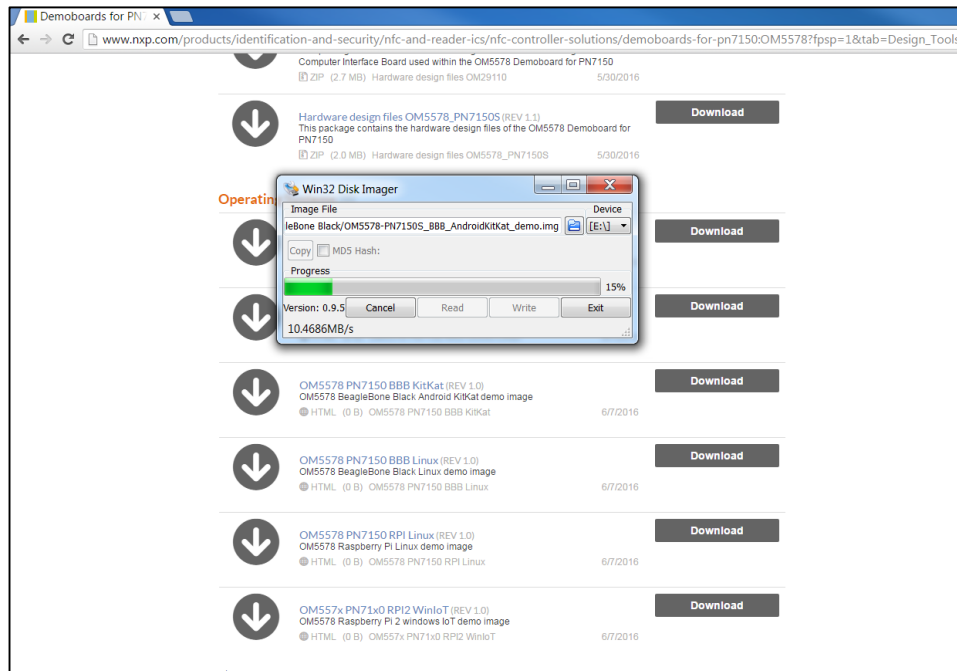 Demoboards for PN7
www.nxp.com/products/identification-and-security/nfc-and-reader-ics/nfc-controller-solutions/demoboards-for-pn7150:OM5578?fpsp=1&tab=Design_Tools
Computer Interface Board used within the OM5578 Demoboard for PN7150
ZIP (2.7 MB) Hardware design files OM29110 5/30/2016
Hardware design files OM5578_PN7150S (REV 1.1)
Download
This package contains the hardware design files of the OM5578 Demoboard for
PN7150
ZIP (2.0 MB) Hardware design files OM5578_PN7150S 5/30/2016
Operatin
Win32 Disk Imager
Image File Device
leBone Black/OM5578-PN7150S_BBB_AndroidKitKat_demo.img [E:\]
Copy MD5 Hash:
Progress
15%
Version: 0.9.5 Cancel Read Write Exit
10.4686MB/s
Download
Download
OM5578 PN7150 BBB KitKat (REV 1.0)
Download
OM5578 BeagleBone Black Android KitKat demo image
HTML (0 B) OM5578 PN7150 BBB KitKat 6/7/2016
OM5578 PN7150 BBB Linux (REV 1.0)
Download
OM5578 BeagleBone Black Linux demo image
HTML (0 B) OM5578 PN7150 BBB Linux 6/7/2016
OM5578 PN7150 RPI Linux (REV 1.0)
Download
OM5578 Raspberry Pi Linux demo image
HTML (0 B) OM5578 PN7150 RPI Linux 6/7/2016
OM557x PN71x0 RPI2 WinIoT (REV 1.0)
Download
OM5578 Raspberry Pi 2 windows IoT demo image
HTML (0 B) OM557x PN71x0 RPI2 WinIoT 6/7/2016